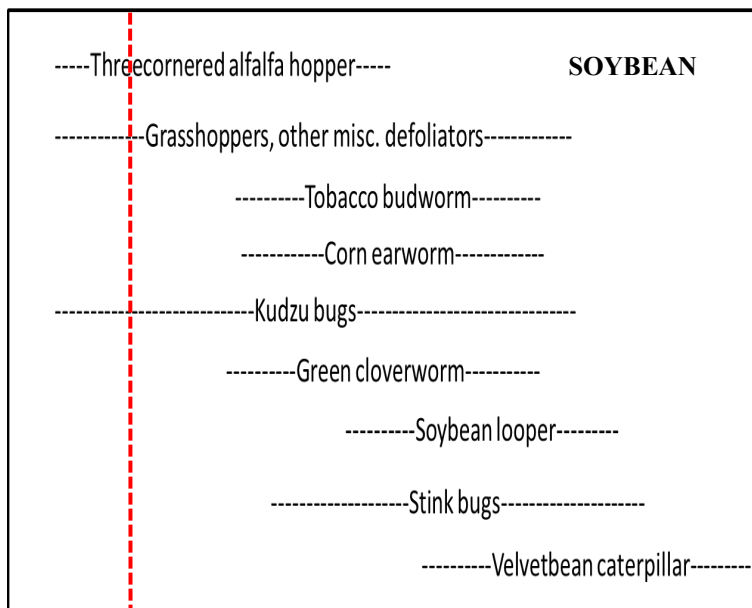 -----Threecornered alfalfa hopper----- SOYBEAN
-------------Grasshoppers, other misc. defoliators-------------
----------Tobacco budworm----------
------------Corn earworm-------------
-----------------------------Kudzu bugs--------------------------------
----------Green cloverworm-----------
----------Soybean looper---------
--------------------Stink bugs---------------------
----------Velvetbean caterpillar---------